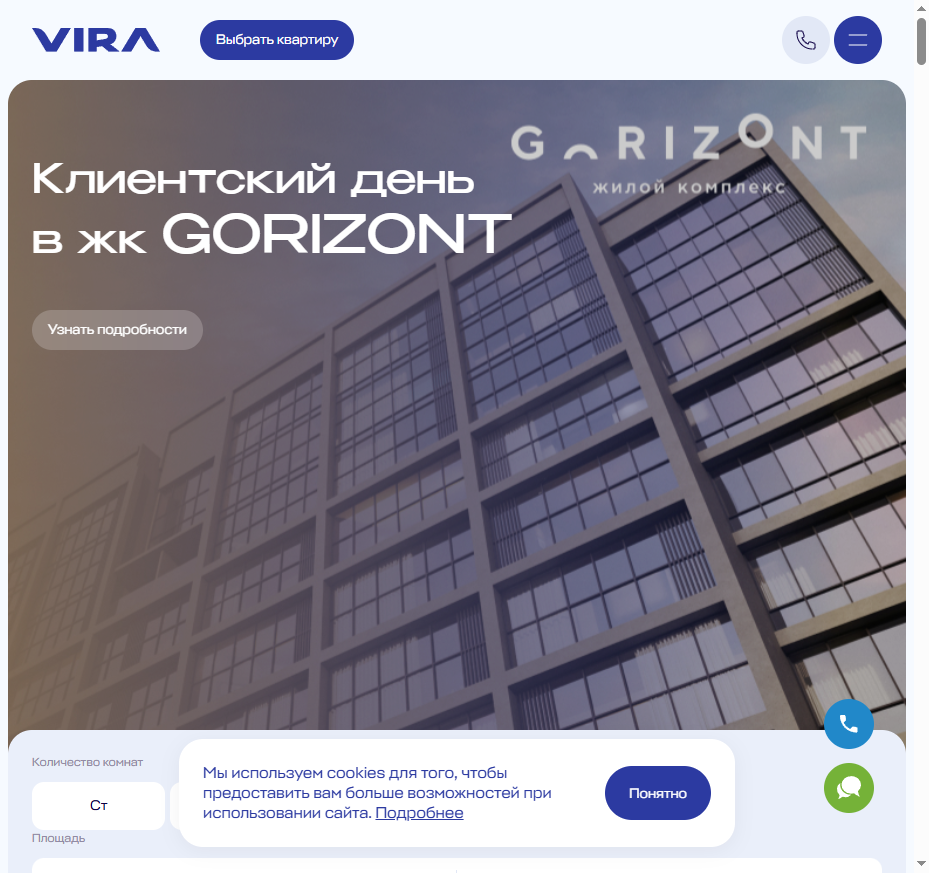 VIRA
Выбрать квартиру
GORIZONT
жилой комплекс
Клиентский день
в жк GORIZONT
Узнать подробности
Количество комнат
Ст
Площадь
Мы используем cookies для того, чтобы
предоставить вам больше возможностей при
использовании сайта. Подробнее
Понятно